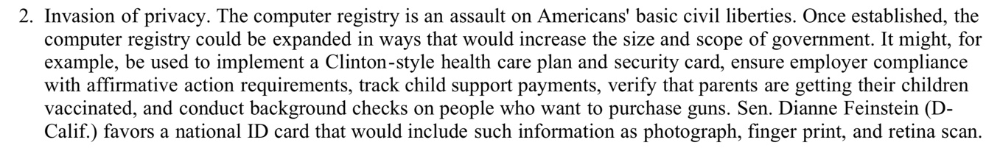 2. Invasion of privacy. The computer registry is an assault on Americans' basic civil liberties. Once established, the
computer registry could be expanded in ways that would increase the size and scope of government. It might, for
example, be used to implement a Clinton-style health care plan and security card, ensure employer compliance
with affirmative action requirements, track child support payments, verify that parents are getting their children
vaccinated, and conduct background checks on people who want to purchase guns. Sen. Dianne Feinstein (D-
Calif.) favors a national ID card that would include such information as photograph, finger print, and retina scan.